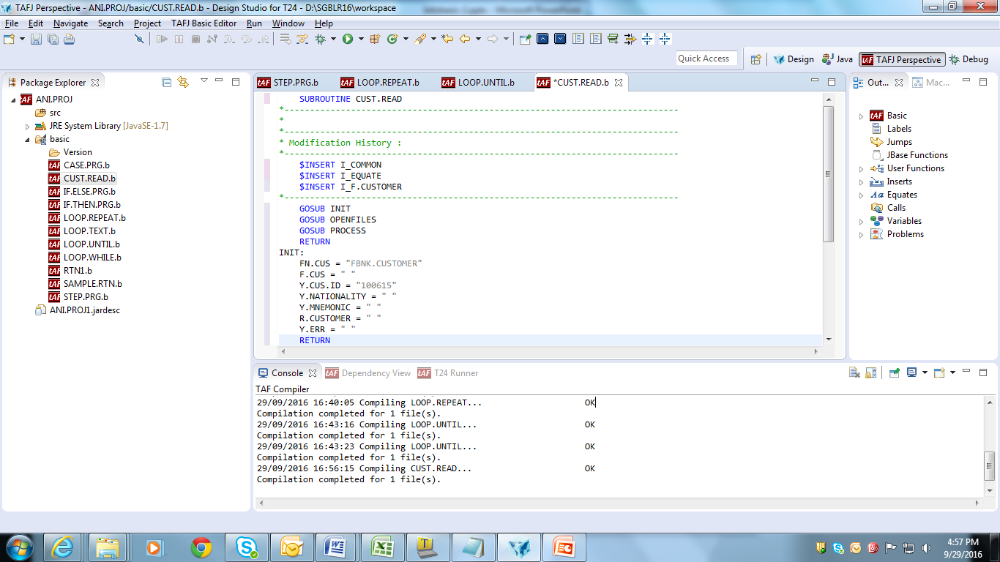 TAFJ Perspective - ANI.PROJ/basic/CUST.READ.b - Design Studio for T24 - D:\SGBLR16\workspace
File Edit Navigate Search Project TAFJ Basic Editor Run Window Help
Quick Access
Design Java TAFJ Perspective Debug
Package Explorer
ANI.PROJ
src
JRE System Library [JavaSE-1.7]
basic
Version
CASE.PRG.b
CUST.READ.b
IF.ELSE.PRG.b
IF.THEN.PRG.b
LOOP.REPEAT.b
LOOP.TEXT.b
LOOP.UNTIL.b
LOOP.WHILE.b
RTN1.b
SAMPLE.RTN.b
STEP.PRG.b
ANI.PROJ1.jardesc
STEP.PRG.b LOOP.REPEAT.b LOOP.UNTIL.b *CUST.READ.b
SUBROUTINE CUST.READ
*-----------------------------------------------------------------------------
*
*-----------------------------------------------------------------------------
* Modification History :
*-----------------------------------------------------------------------------
$INSERT I_COMMON
$INSERT I_EQUATE
$INSERT I_F.CUSTOMER
*-----------------------------------------------------------------------------
GOSUB INIT
GOSUB OPENFILES
GOSUB PROCESS
RETURN
INIT:
FN.CUS = "FBNK.CUSTOMER"
F.CUS = " "
Y.CUS.ID = "100615"
Y.NATIONALITY = " "
Y.MNEMONIC = " "
R.CUSTOMER = " "
Y.ERR = " "
RETURN
Out... Mac...
Basic
Labels
Jumps
JBase Functions
User Functions
Inserts
Equates
Calls
Variables
Problems
Console Dependency View T24 Runner
TAF Compiler
29/09/2016 16:40:05 Compiling LOOP.REPEAT... OK
Compilation completed for 1 file(s).
29/09/2016 16:43:16 Compiling LOOP.UNTIL... OK
Compilation completed for 1 file(s).
29/09/2016 16:43:23 Compiling LOOP.UNTIL... OK
Compilation completed for 1 file(s).
29/09/2016 16:56:15 Compiling CUST.READ... OK
Compilation completed for 1 file(s).
4:57 PM
9/29/2016